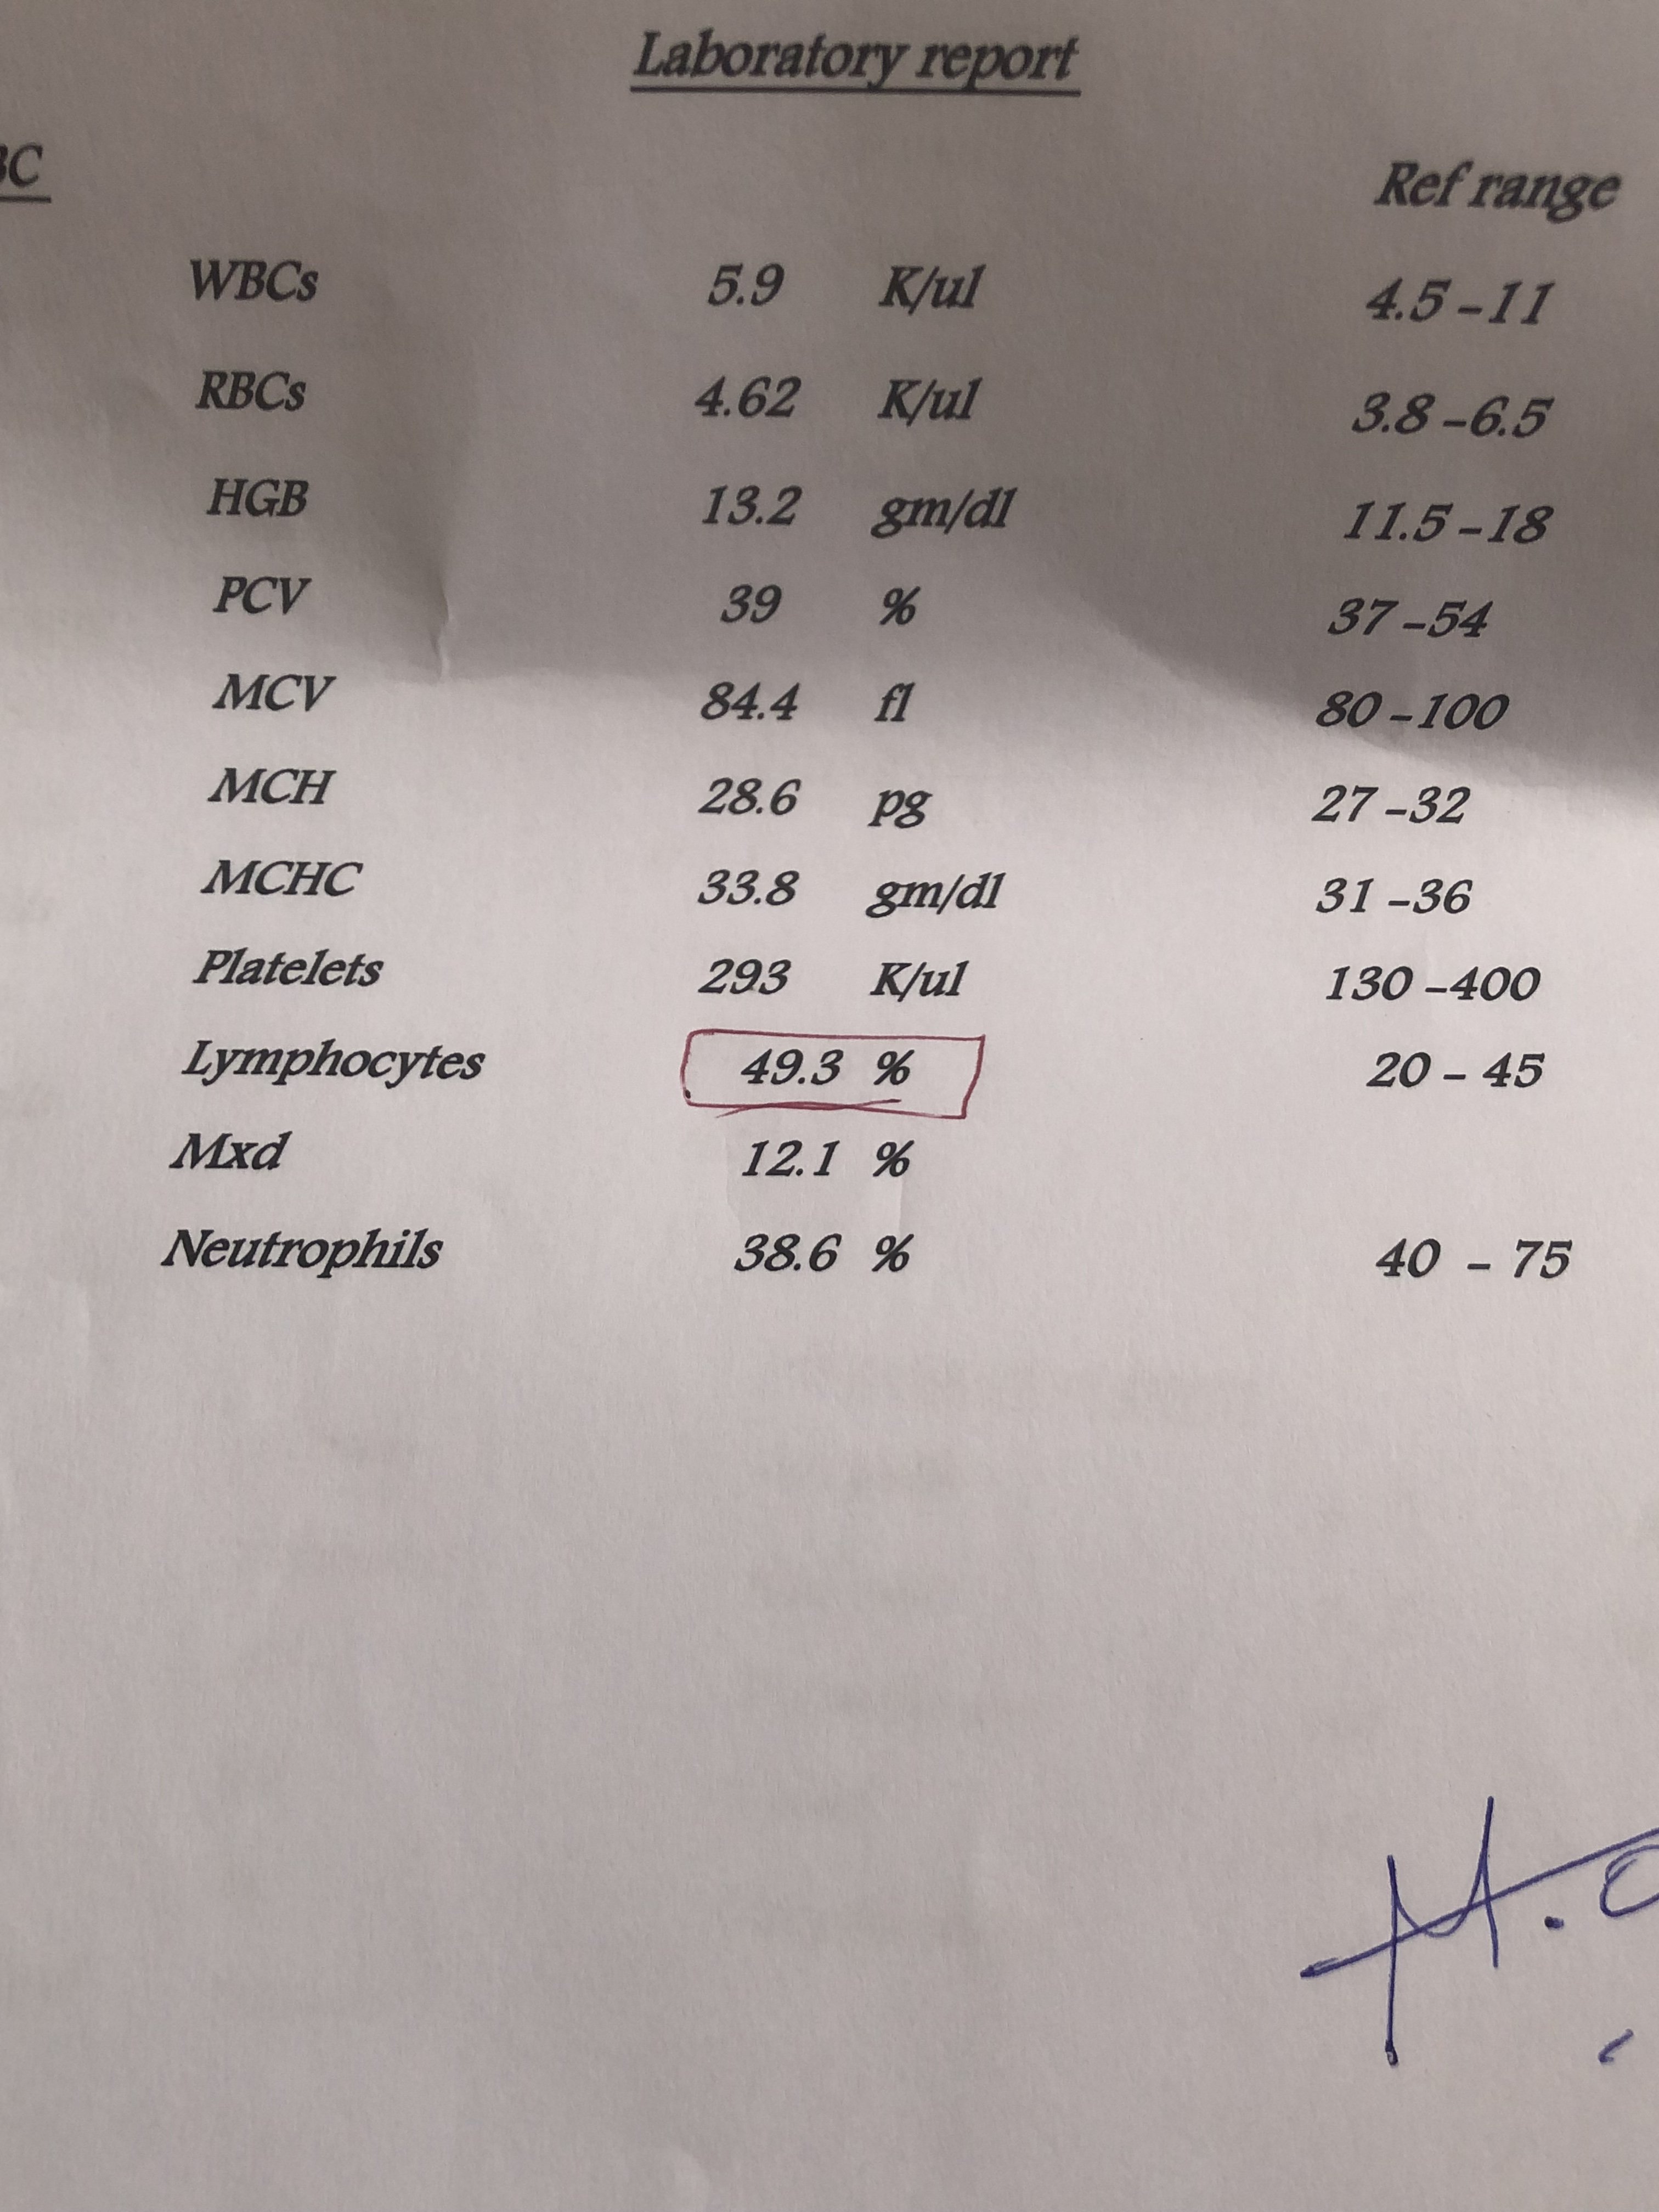 Laboratory report
BC Ref range
WBCs 5.9 K/ul 4.5 - 11
RBCs 4.62 K/ul 3.8 - 6.5
HGB 13.2 gm/dl 11.5 - 18
PCV 39 % 37 - 54
MCV 84.4 fl 80 - 100
MCH 28.6 pg 27 - 32
MCHC 33.8 gm/dl 31 - 36
Platelets 293 K/ul 130 - 400
Lymphocytes 49.3 % 20 - 45
Mxd 12.1 %
Neutrophils 38.6 % 40 - 75